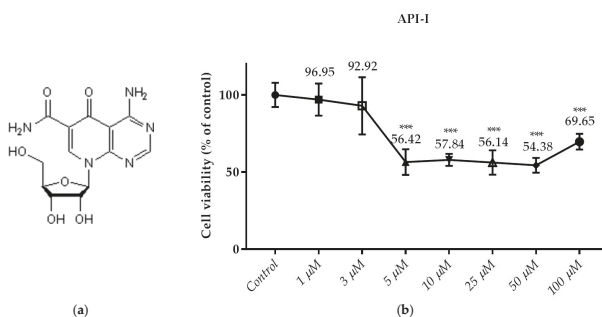 API-I
NH₂
O
O
H₂N
N
N
N
HO
O
OH
OH
(a)
Cell viability (% of control)
100
50
0
96.95
92.92
***
56.42
***
57.84
***
56.14
***
54.38
***
69.65
Control
1 µM
3 µM
5 µM
10 µM
25 µM
50 µM
100 µM
(b)